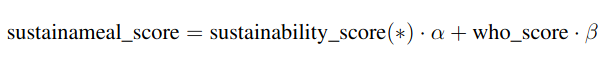 sustainameal_score = sustainability_score(∗) · α + who_score · β